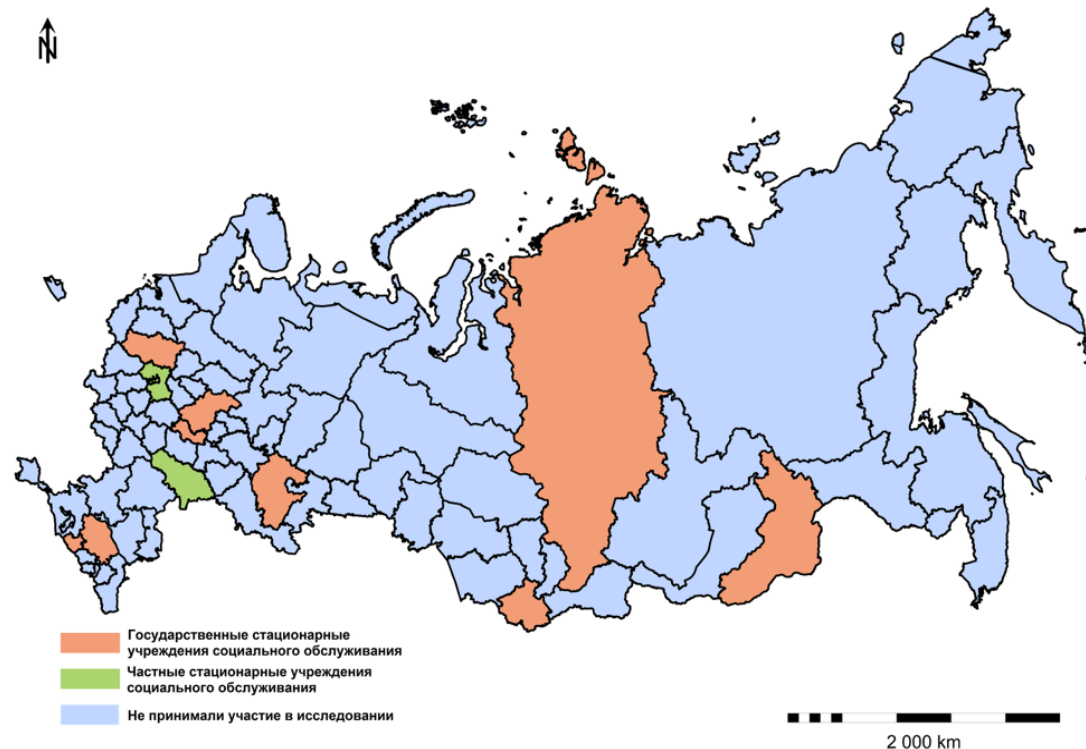 N
Государственные стационарные
учреждения социального обслуживания
Частные стационарные учреждения
социального обслуживания
Не принимали участие в исследовании
2 000 km